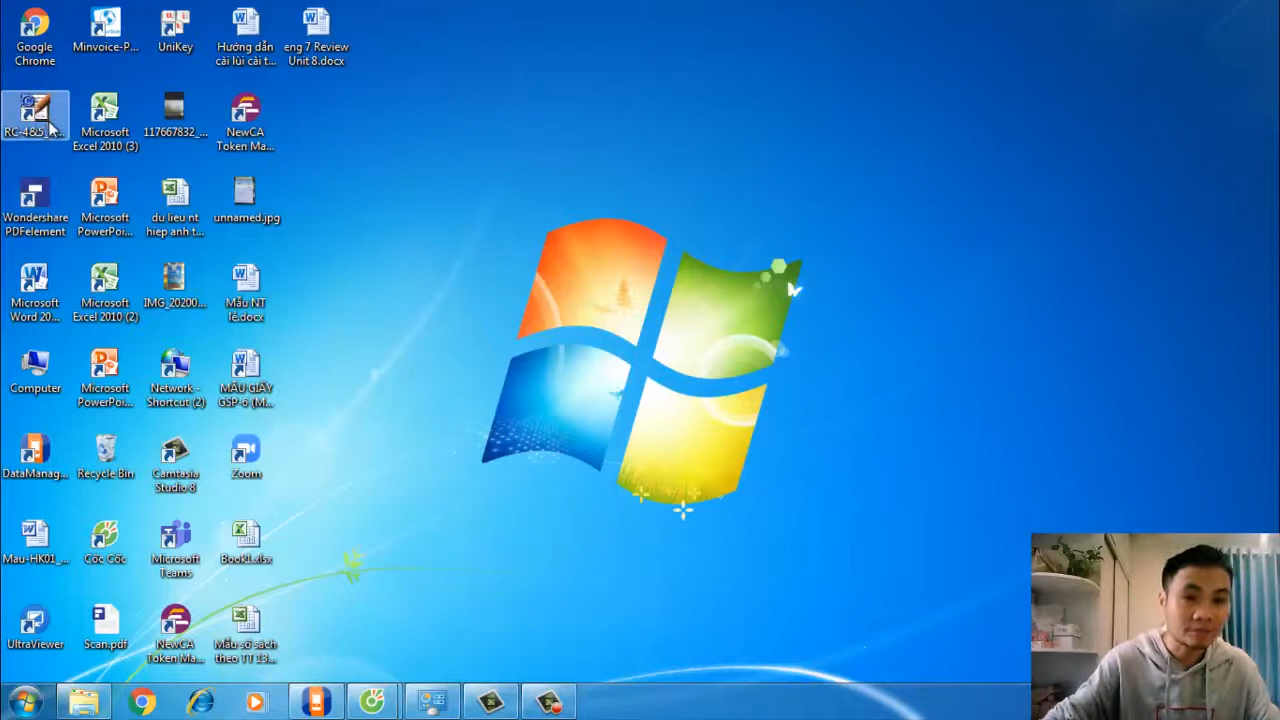 Google
Chrome
Minvoice-P...
UniKey
Hướng dẫn
cài lùi cài t...
eng 7 Review
Unit 8.docx
Microsoft
Excel 2010 (3)
117667832_...
NewCA
Token Ma...
Wondershare
PDFelement
Microsoft
PowerPoi...
du lieu nt
hiep anh t...
unnamed.jpg
Microsoft
Word 20...
Microsoft
Excel 2010 (2)
IMG_20200...
Mẫu NT
lẻ.docx
Computer
Microsoft
PowerPoi...
Network -
Shortcut (2)
MẪU GIẤY
GSP-6 (M...
DataManag...
Recycle Bin
Camtasia
Studio 8
Zoom
Mau-HK01_...
Cốc Cốc
Microsoft
Teams
Book1.xlsx
UltraViewer
Scan.pdf
NewCA
Token Ma...
Mẫu sổ sách
theo TT 13...